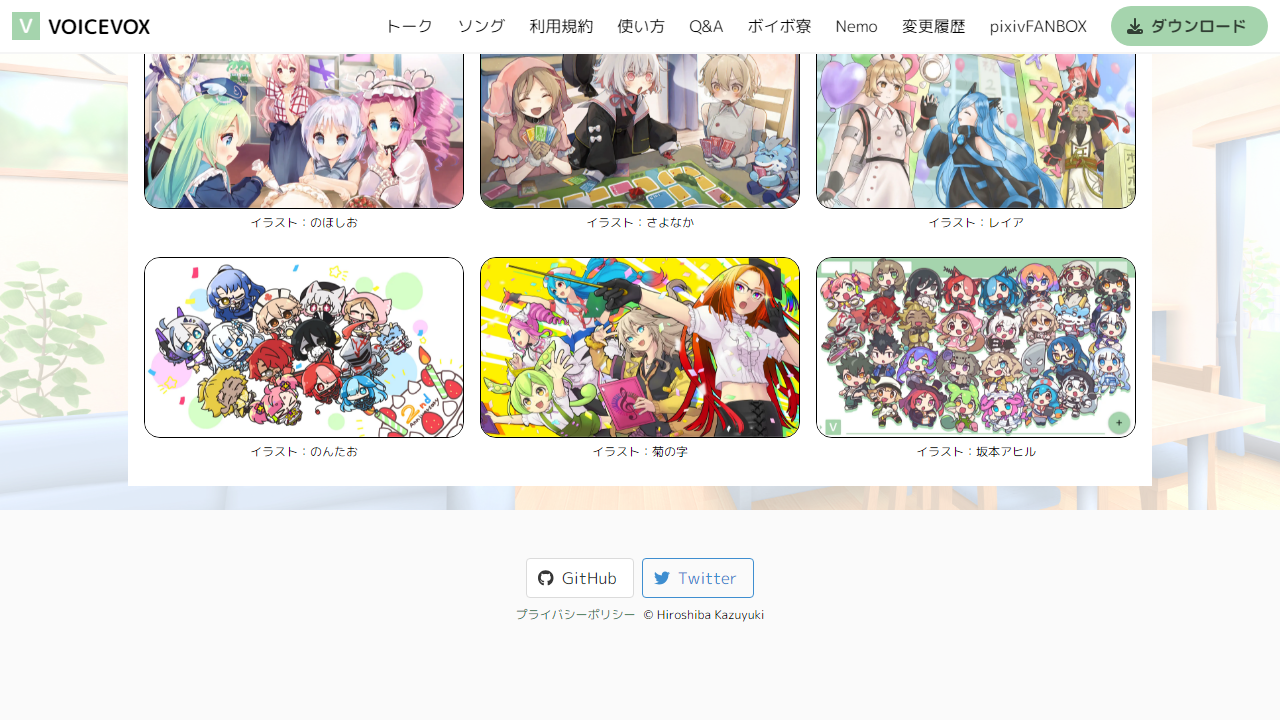 V VOICEVOX トーク ソング 利用規約 使い方 Q&A ボイボ寮 Nemo 変更履歴 pixivFANBOX ダウンロード
イラスト：のほしお イラスト：さよなか イラスト：レイア
2nd
イラスト：のんたお イラスト：菊の字 イラスト：坂本アヒル
GitHub Twitter
プライバシーポリシー © Hiroshiba Kazuyuki